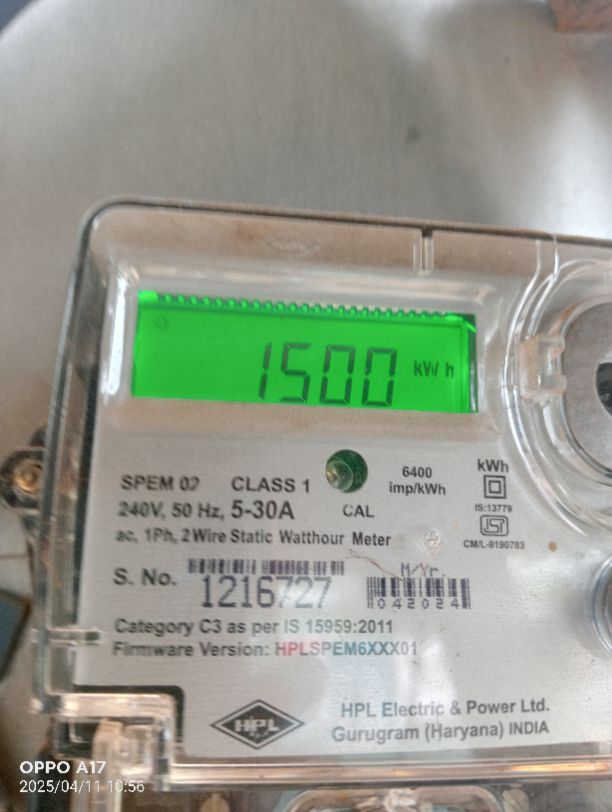 1500 kWh
SPEM 02 CLASS 1
6400
imp/kWh
kWh
240V, 50 Hz, 5-30A
CAL
IS:13779
ISI
CM/L-9190783
ac, 1Ph, 2Wire Static Watthour Meter
S. No.
1216727
M/Yr.
042024
Category C3 as per IS 15959:2011
Firmware Version: HPLSPEM6XXX01
HPL
HPL Electric & Power Ltd.
Gurugram (Haryana) INDIA
OPPO A17
2025/04/11 10:56